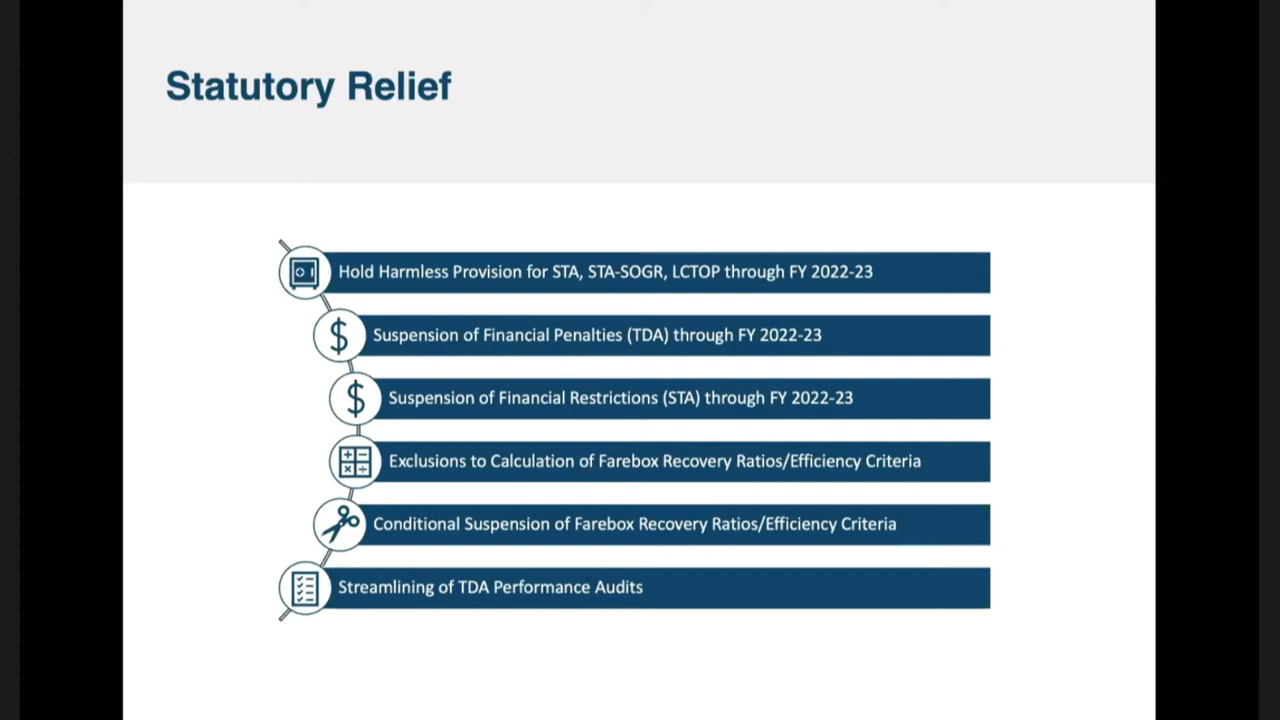 Statutory Relief
Hold Harmless Provision for STA, STA-SOGR, LCTOP through FY 2022-23
Suspension of Financial Penalties (TDA) through FY 2022-23
Suspension of Financial Restrictions (STA) through FY 2022-23
Exclusions to Calculation of Farebox Recovery Ratios/Efficiency Criteria
Conditional Suspension of Farebox Recovery Ratios/Efficiency Criteria
Streamlining of TDA Performance Audits